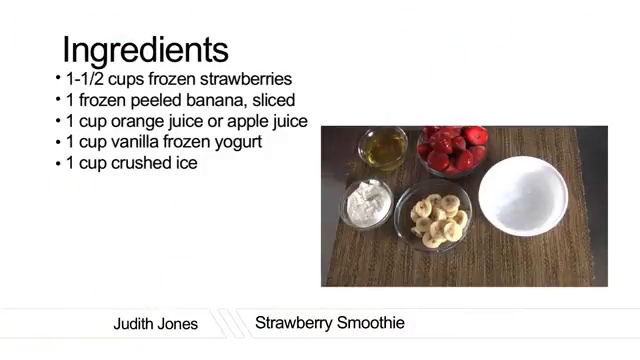 Ingredients
• 1-1/2 cups frozen strawberries
• 1 frozen peeled banana, sliced
• 1 cup orange juice or apple juice
• 1 cup vanilla frozen yogurt
• 1 cup crushed ice
Judith Jones
Strawberry Smoothie